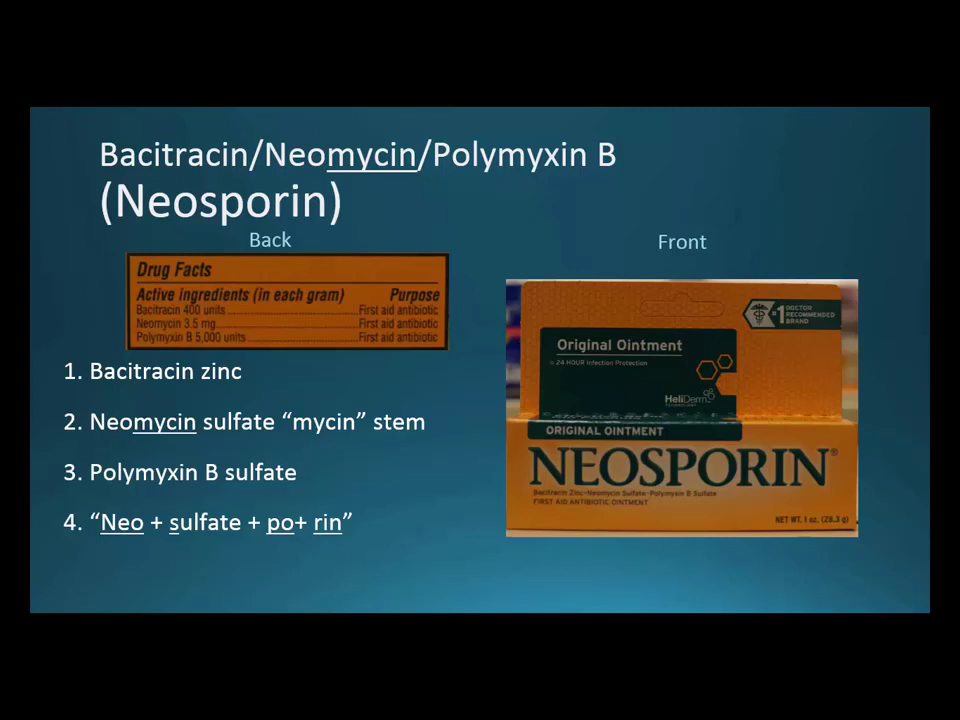 Bacitracin/Neomycin/Polymyxin B
(Neosporin)
Back
Drug Facts
Active ingredients (in each gram) Purpose
Bacitracin 400 units First aid antibiotic
Neomycin 3.5 mg First aid antibiotic
Polymyxin B 5,000 units First aid antibiotic
1. Bacitracin zinc
2. Neomycin sulfate “mycin” stem
3. Polymyxin B sulfate
4. “Neo + sulfate + po+ rin”
Front
#1 DOCTOR
RECOMMENDED
BRAND
Original Ointment
24 HOUR Infection Protection
HeliDerm
TECHNOLOGY
ORIGINAL OINTMENT
NEOSPORIN®
Bacitracin Zinc-Neomycin Sulfate-Polymyxin B Sulfate
FIRST AID ANTIBIOTIC OINTMENT
NET WT. 1 oz. (28.3 g)